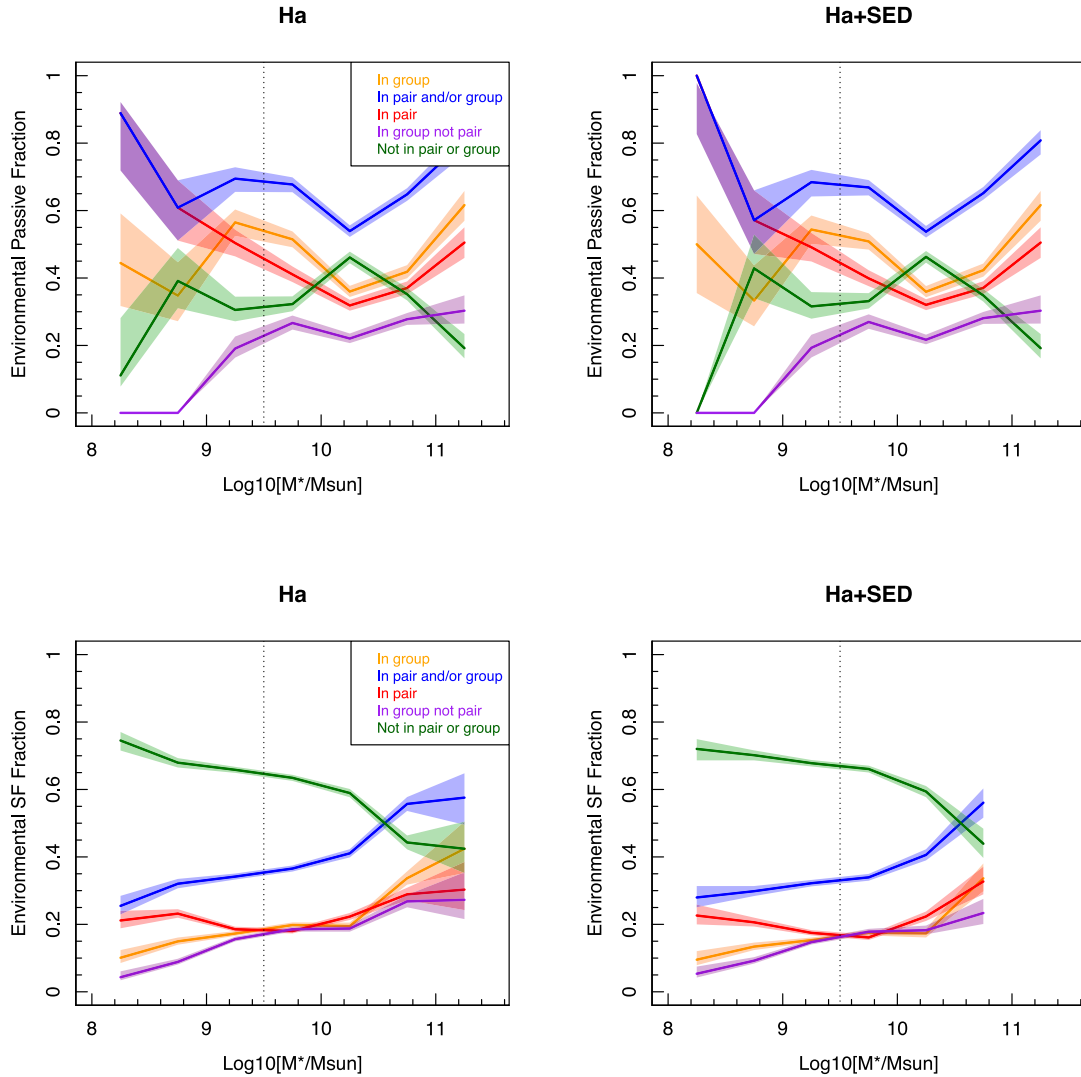 Ha
Environmental Passive Fraction
1
0.8
0.6
0.4
0.2
0
In group
In pair and/or group
In pair
In group not pair
Not in pair or group
8 9 10 11
Log10[M*/Msun]
Ha+SED
Environmental Passive Fraction
1
0.8
0.6
0.4
0.2
0
8 9 10 11
Log10[M*/Msun]
Ha
Environmental SF Fraction
1
0.8
0.6
0.4
0.2
0
In group
In pair and/or group
In pair
In group not pair
Not in pair or group
8 9 10 11
Log10[M*/Msun]
Ha+SED
Environmental SF Fraction
1
0.8
0.6
0.4
0.2
0
8 9 10 11
Log10[M*/Msun]